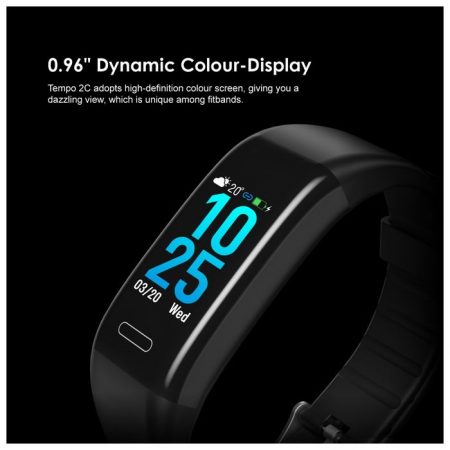 0.96" Dynamic Colour-Display
Tempo 2C adopts high-definition colour screen, giving you a
dazzling view, which is unique among fitbands.
20°
10
25
03/20 Wed